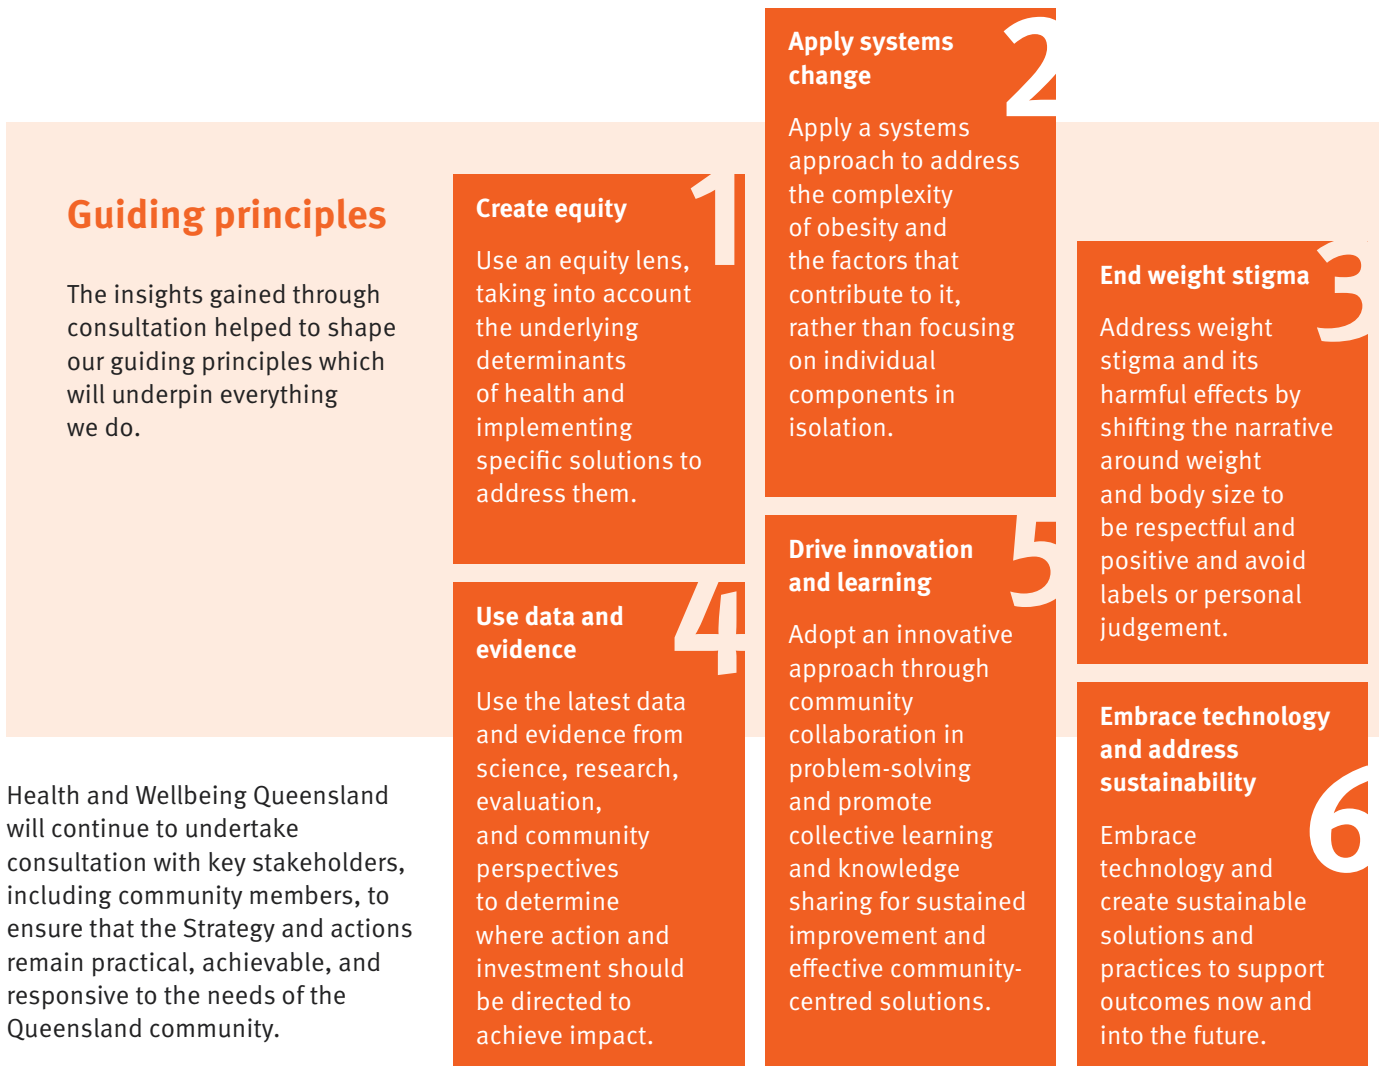 Guiding principles
The insights gained through
consultation helped to shape
our guiding principles which
will underpin everything
we do.
1
Create equity
Use an equity lens,
taking into account
the underlying
determinants
of health and
implementing
specific solutions to
address them.
2
Apply systems
change
Apply a systems
approach to address
the complexity
of obesity and
the factors that
contribute to it,
rather than focusing
on individual
components in
isolation.
3
End weight stigma
Address weight
stigma and its
harmful effects by
shifting the narrative
around weight
and body size to
be respectful and
positive and avoid
labels or personal
judgement.
4
Use data and
evidence
Use the latest data
and evidence from
science, research,
evaluation,
and community
perspectives
to determine
where action and
investment should
be directed to
achieve impact.
5
Drive innovation
and learning
Adopt an innovative
approach through
community
collaboration in
problem-solving
and promote
collective learning
and knowledge
sharing for sustained
improvement and
effective community-
centred solutions.
6
Embrace technology
and address
sustainability
Embrace
technology and
create sustainable
solutions and
practices to support
outcomes now and
into the future.
Health and Wellbeing Queensland
will continue to undertake
consultation with key stakeholders,
including community members, to
ensure that the Strategy and actions
remain practical, achievable, and
responsive to the needs of the
Queensland community.